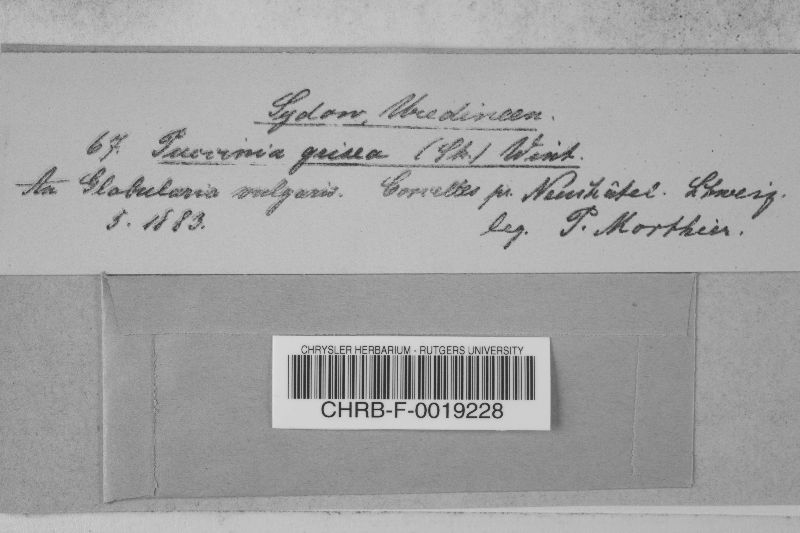 Sydow, Uredineen.
67. Puccinia grisea (Str.) Wint.
An Globularia vulgaris. Corcelles pr. Neuchâtel. Schweiz.
5. 1883. leg. P. Morthier.
CHRYSLER HERBARIUM - RUTGERS UNIVERSITY
CHRB-F-0019228